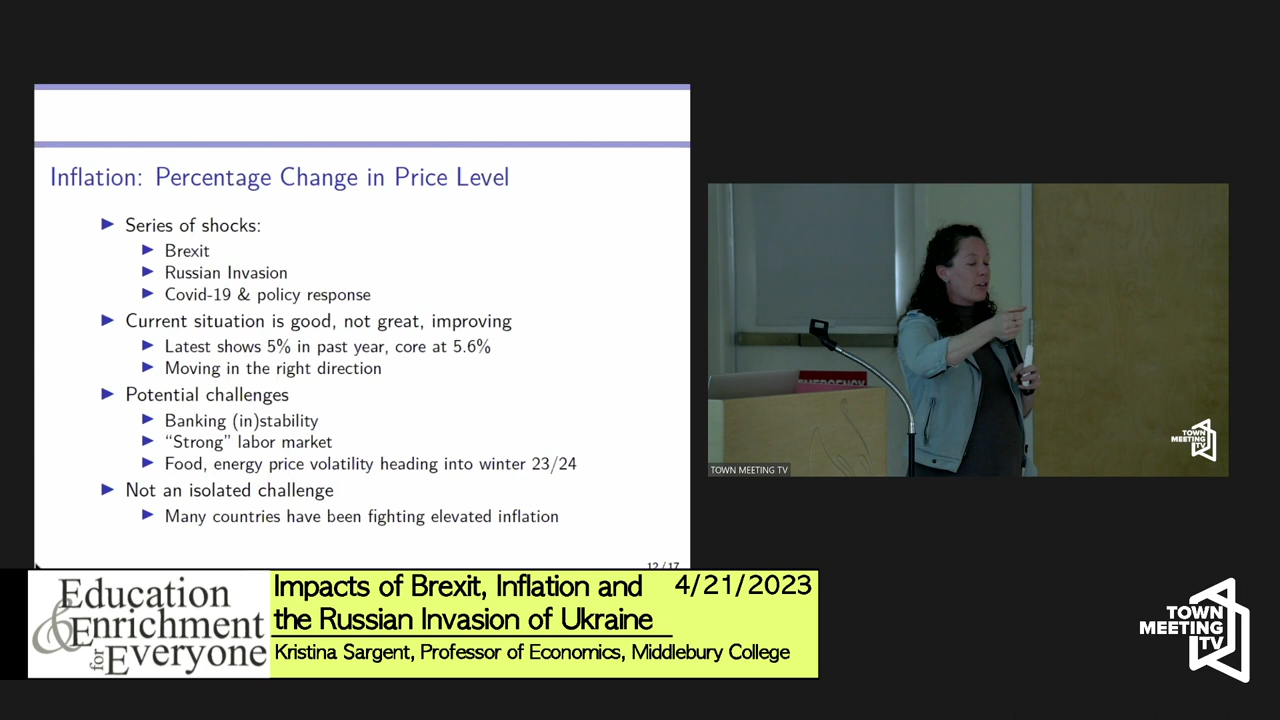 Inflation: Percentage Change in Price Level
Series of shocks:
Brexit
Russian Invasion
Covid-19 & policy response
Current situation is good, not great, improving
Latest shows 5% in past year, core at 5.6%
Moving in the right direction
Potential challenges
Banking (in)stability
“Strong” labor market
Food, energy price volatility heading into winter 23/24
Not an isolated challenge
Many countries have been fighting elevated inflation
12/17
EMERGENCY
TOWN
MEETING
TV
TOWN MEETING TV
Education
& Enrichment
for Everyone
Impacts of Brexit, Inflation and 4/21/2023
the Russian Invasion of Ukraine
Kristina Sargent, Professor of Economics, Middlebury College
TOWN
MEETING
TV